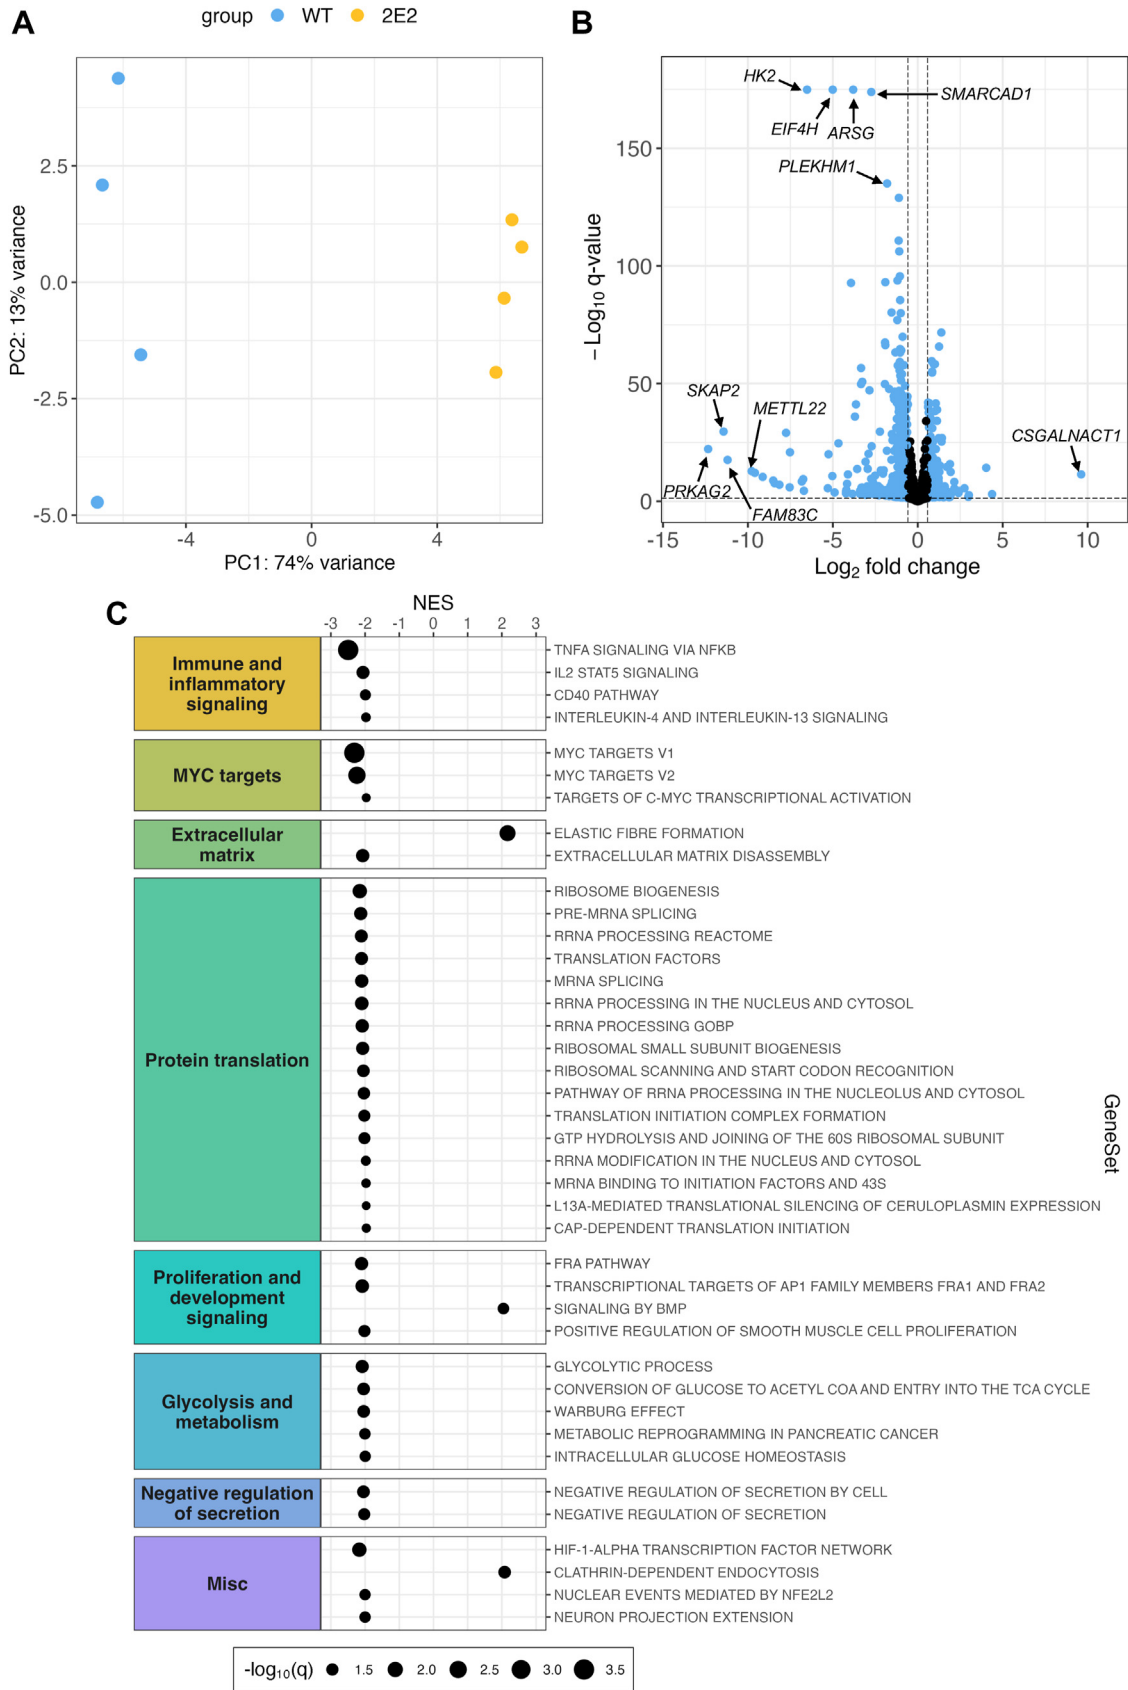 A
group WT 2E2
2.5
0.0
-2.5
-5.0
PC2: 13% variance
-4 0 4
PC1: 74% variance
B
HK2
SMARCAD1
EIF4H ARSG
PLEKHM1
150
100
50
0
− Log10 q-value
SKAP2
METTL22
CSGALNACT1
PRKAG2
FAM83C
-15 -10 -5 0 5 10
Log2 fold change
C
NES
-3 -2 -1 0 1 2 3
Immune and
inflammatory
signaling
TNFA SIGNALING VIA NFKB
IL2 STAT5 SIGNALING
CD40 PATHWAY
INTERLEUKIN-4 AND INTERLEUKIN-13 SIGNALING
MYC targets
MYC TARGETS V1
MYC TARGETS V2
TARGETS OF C-MYC TRANSCRIPTIONAL ACTIVATION
Extracellular
matrix
ELASTIC FIBRE FORMATION
EXTRACELLULAR MATRIX DISASSEMBLY
Protein translation
RIBOSOME BIOGENESIS
PRE-MRNA SPLICING
RRNA PROCESSING REACTOME
TRANSLATION FACTORS
MRNA SPLICING
RRNA PROCESSING IN THE NUCLEUS AND CYTOSOL
RRNA PROCESSING GOBP
RIBOSOMAL SMALL SUBUNIT BIOGENESIS
RIBOSOMAL SCANNING AND START CODON RECOGNITION
PATHWAY OF RRNA PROCESSING IN THE NUCLEOLUS AND CYTOSOL
TRANSLATION INITIATION COMPLEX FORMATION
GTP HYDROLYSIS AND JOINING OF THE 60S RIBOSOMAL SUBUNIT
RRNA MODIFICATION IN THE NUCLEUS AND CYTOSOL
MRNA BINDING TO INITIATION FACTORS AND 43S
L13A-MEDIATED TRANSLATIONAL SILENCING OF CERULOPLASMIN EXPRESSION
CAP-DEPENDENT TRANSLATION INITIATION
Proliferation and
development
signaling
FRA PATHWAY
TRANSCRIPTIONAL TARGETS OF AP1 FAMILY MEMBERS FRA1 AND FRA2
SIGNALING BY BMP
POSITIVE REGULATION OF SMOOTH MUSCLE CELL PROLIFERATION
Glycolysis and
metabolism
GLYCOLYTIC PROCESS
CONVERSION OF GLUCOSE TO ACETYL COA AND ENTRY INTO THE TCA CYCLE
WARBURG EFFECT
METABOLIC REPROGRAMMING IN PANCREATIC CANCER
INTRACELLULAR GLUCOSE HOMEOSTASIS
Negative regulation
of secretion
NEGATIVE REGULATION OF SECRETION BY CELL
NEGATIVE REGULATION OF SECRETION
Misc
HIF-1-ALPHA TRANSCRIPTION FACTOR NETWORK
CLATHRIN-DEPENDENT ENDOCYTOSIS
NUCLEAR EVENTS MEDIATED BY NFE2L2
NEURON PROJECTION EXTENSION
GeneSet
-log10(q) 1.5 2.0 2.5 3.0 3.5